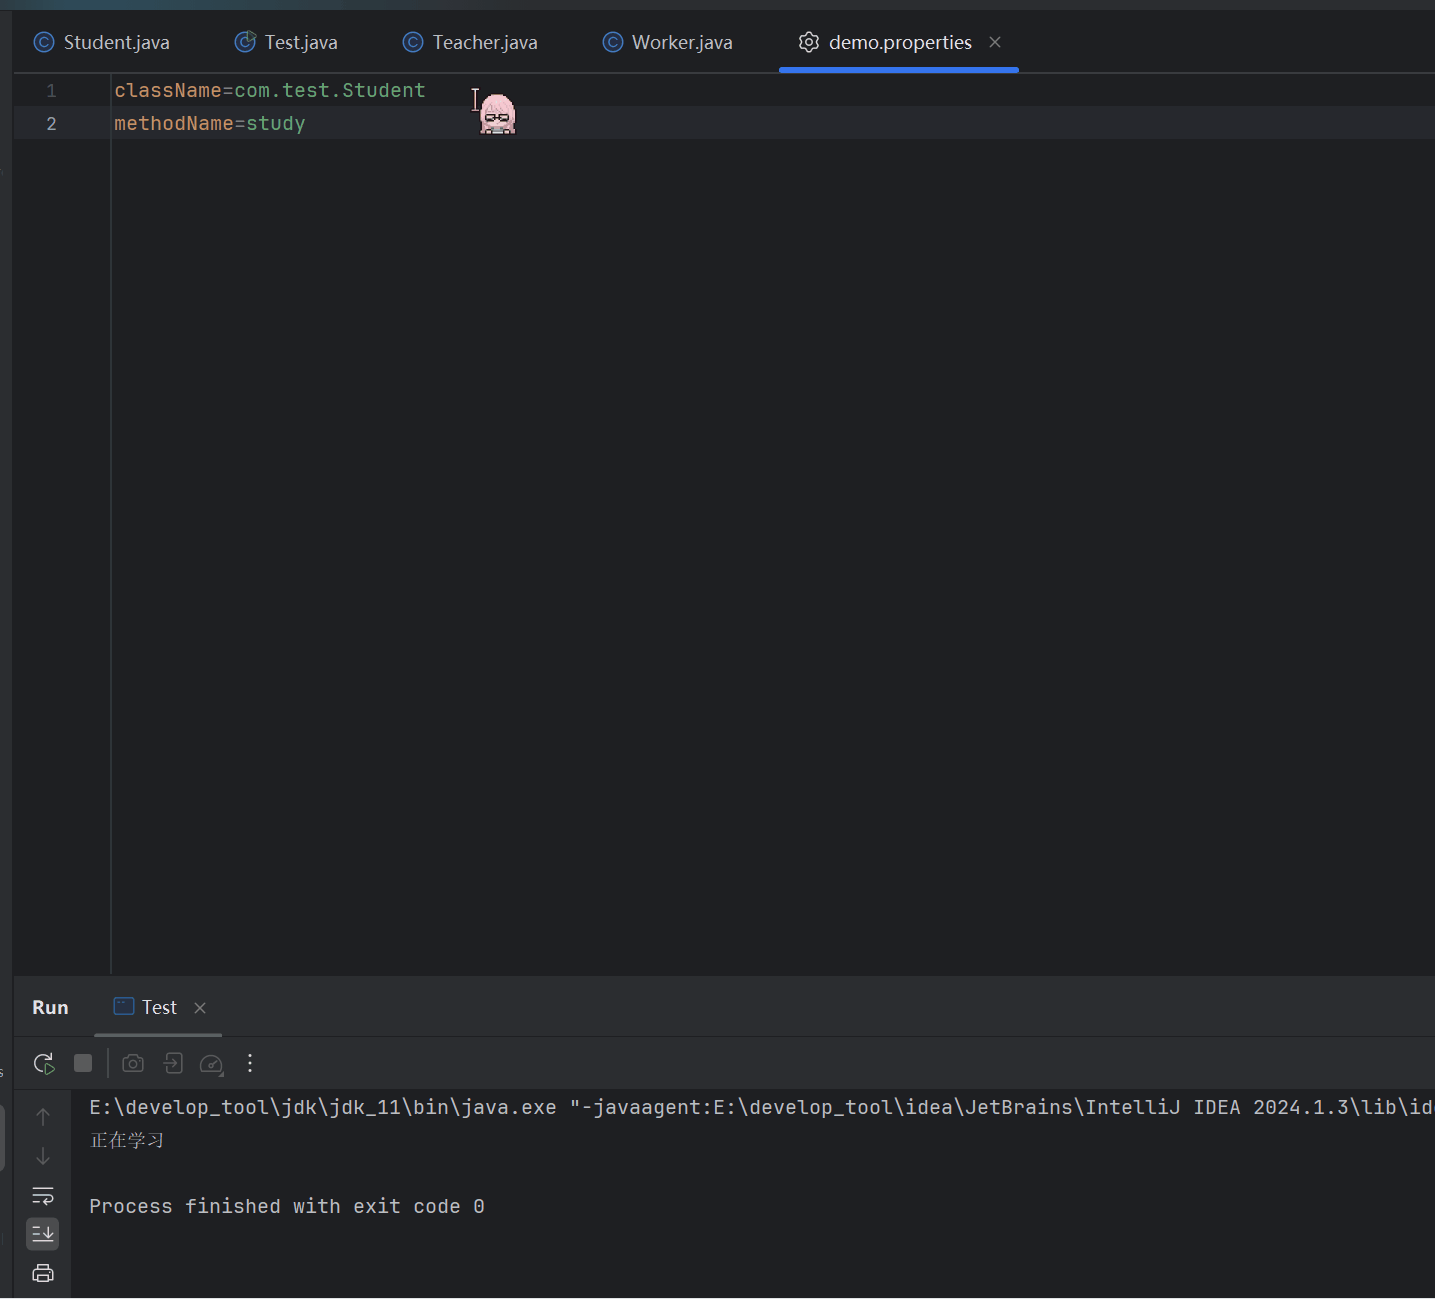 Student.java Test.java Teacher.java Worker.java demo.properties
1 className=com.test.Student
2 methodName=study
Run Test
E:\develop_tool\jdk\jdk_11\bin\java.exe "-javaagent:E:\develop_tool\idea\JetBrains\IntelliJ IDEA 2024.1.3\lib\id
正在学习
Process finished with exit code 0